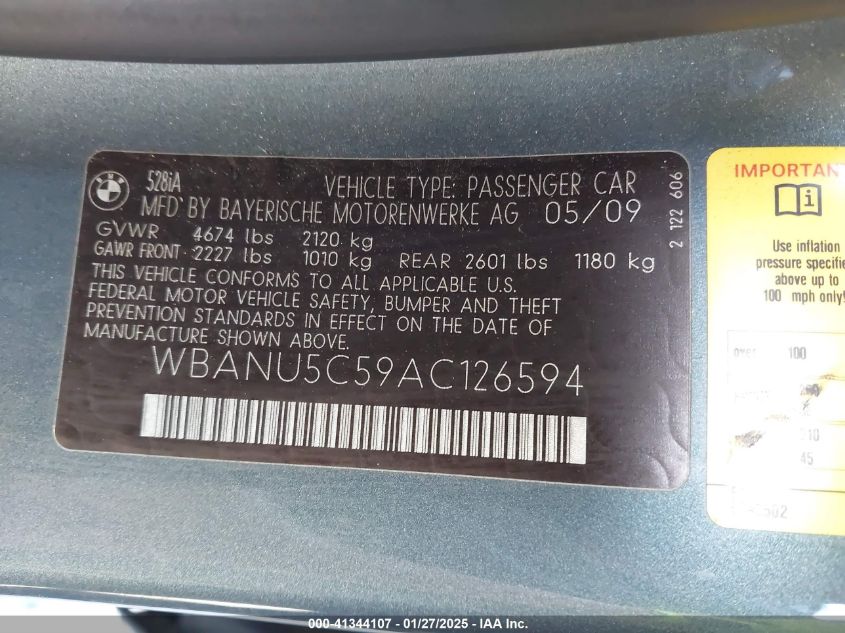 BMW
528iA
VEHICLE TYPE: PASSENGER CAR
MFD BY BAYERISCHE MOTORENWERKE AG 05/09
GVWR 4674 lbs 2120 kg
GAWR FRONT: 2227 lbs 1010 kg REAR 2601 lbs 1180 kg
THIS VEHICLE CONFORMS TO ALL APPLICABLE U.S.
FEDERAL MOTOR VEHICLE SAFETY, BUMPER AND THEFT
PREVENTION STANDARDS IN EFFECT ON THE DATE OF
MANUFACTURE SHOWN ABOVE.
WBANU5C59AC126594
2 122 606
IMPORTAN
Use inflation
pressure specifie
above up to
100 mph only!
over 100
45
000-41344107 - 01/27/2025 - IAA Inc.